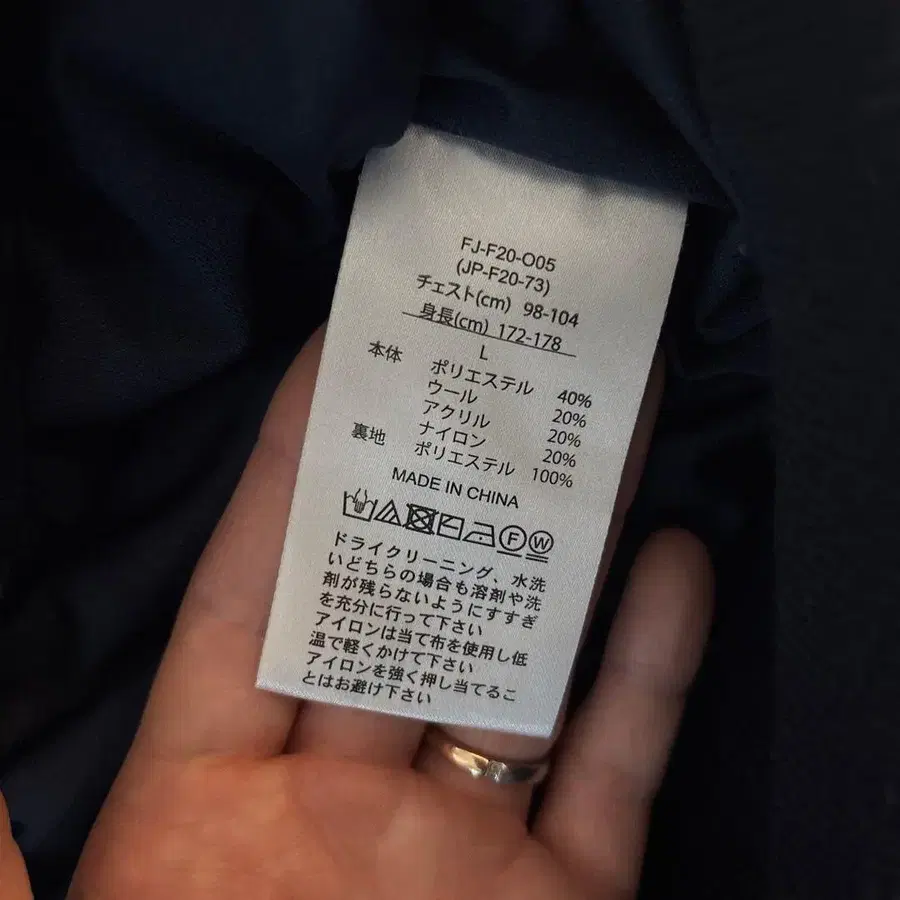 FJ-F20-O05
(JP-F20-73)
チェスト(cm) 98-104
身長(cm) 172-178
L
本体 ポリエステル 40%
ウール 20%
アクリル 20%
ナイロン 20%
裏地 ポリエステル 100%
MADE IN CHINA
F W
ドライクリーニング、水洗
いどちらの場合も溶剤や洗
剤が残らないようにすすぎ
を充分に行って下さい
アイロンは当て布を使用し低
温で軽くかけて下さい
アイロンを強く押し当てるこ
とはお避け下さい